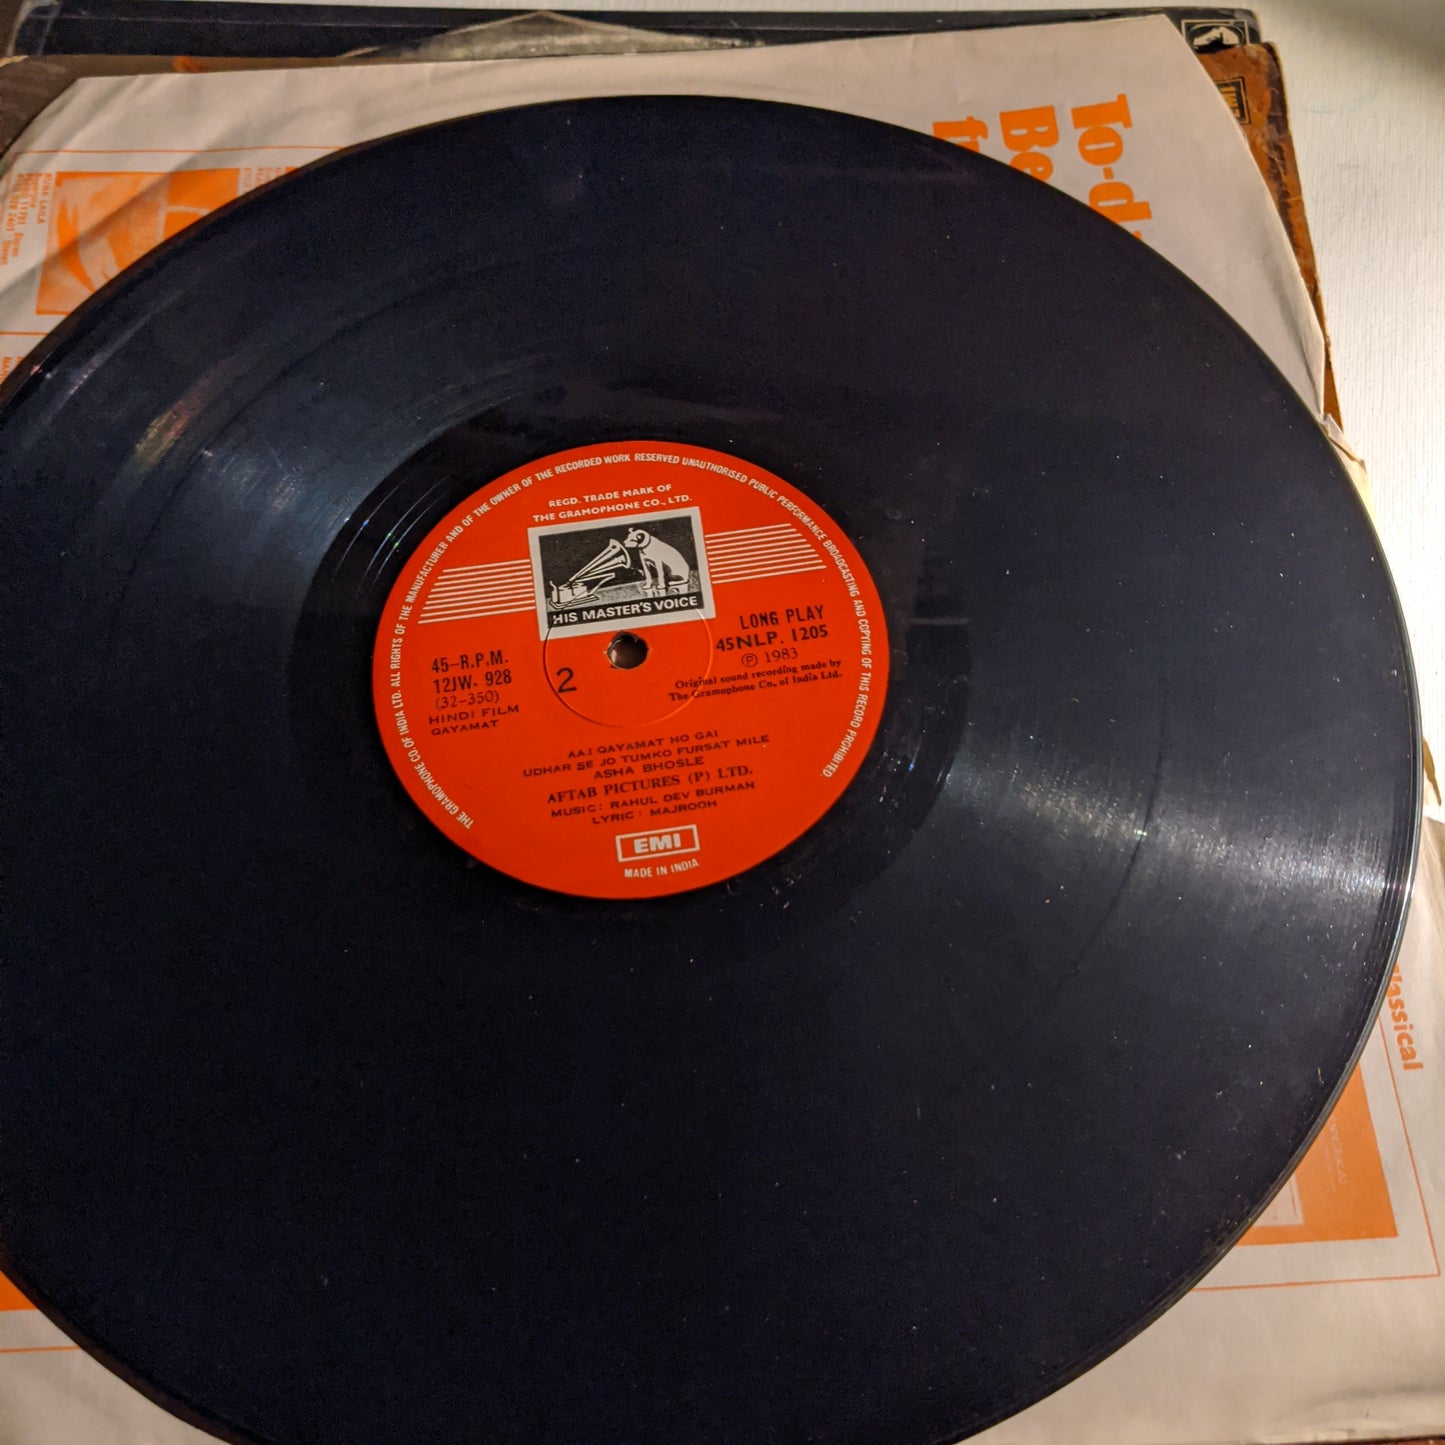 To-d
Be
f
RUNA LAILA
THE GRAMOPHONE CO. OF INDIA LTD. ALL RIGHTS OF THE MANUFACTURER AND OF THE OWNER OF THE RECORDED WORK RESERVED UNAUTHORISED PUBLIC PERFORMANCE BROADCASTING AND COPYING OF THIS RECORD PROHIBITED.
REGD. TRADE MARK OF
THE GRAMOPHONE CO., LTD.
HIS MASTER'S VOICE
LONG PLAY
45NLP. 1205
Ⓟ 1983
Original sound recording made by
The Gramophone Co. of India Ltd.
45-R.P.M.
12JW. 928
(32-350)
HINDI FILM
QAYAMAT
2
AAJ QAYAMAT HO GAI
UDHAR SE JO TUMKO FURSAT MILE
ASHA BHOSLE
AFTAB PICTURES (P) LTD.
MUSIC: RAHUL DEV BURMAN
LYRIC: MAJROOH
EMI
MADE IN INDIA
lassical